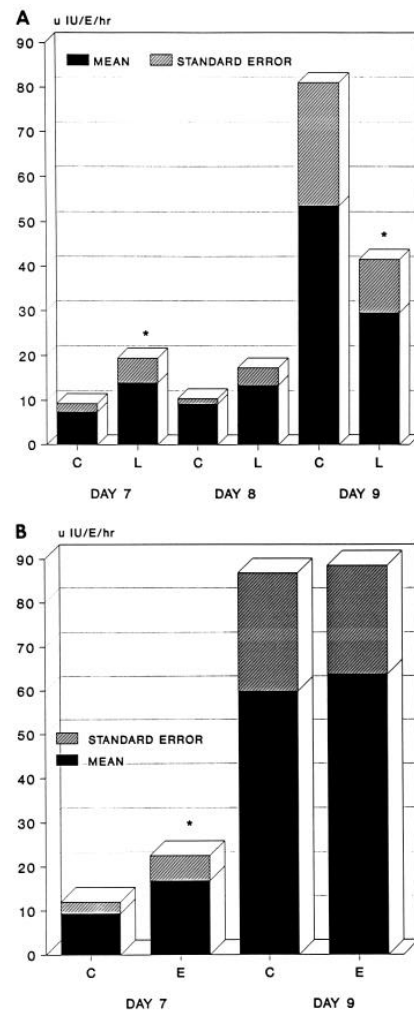 A
u IU/E/hr
MEAN STANDARD ERROR
90
80
70
60
50
40
30
20
10
0
*
*
C L C L C L
DAY 7 DAY 8 DAY 9
B
u IU/E/hr
90
80
70
60
50
STANDARD ERROR
MEAN
40
30
20
10
0
*
C E C E
DAY 7 DAY 9